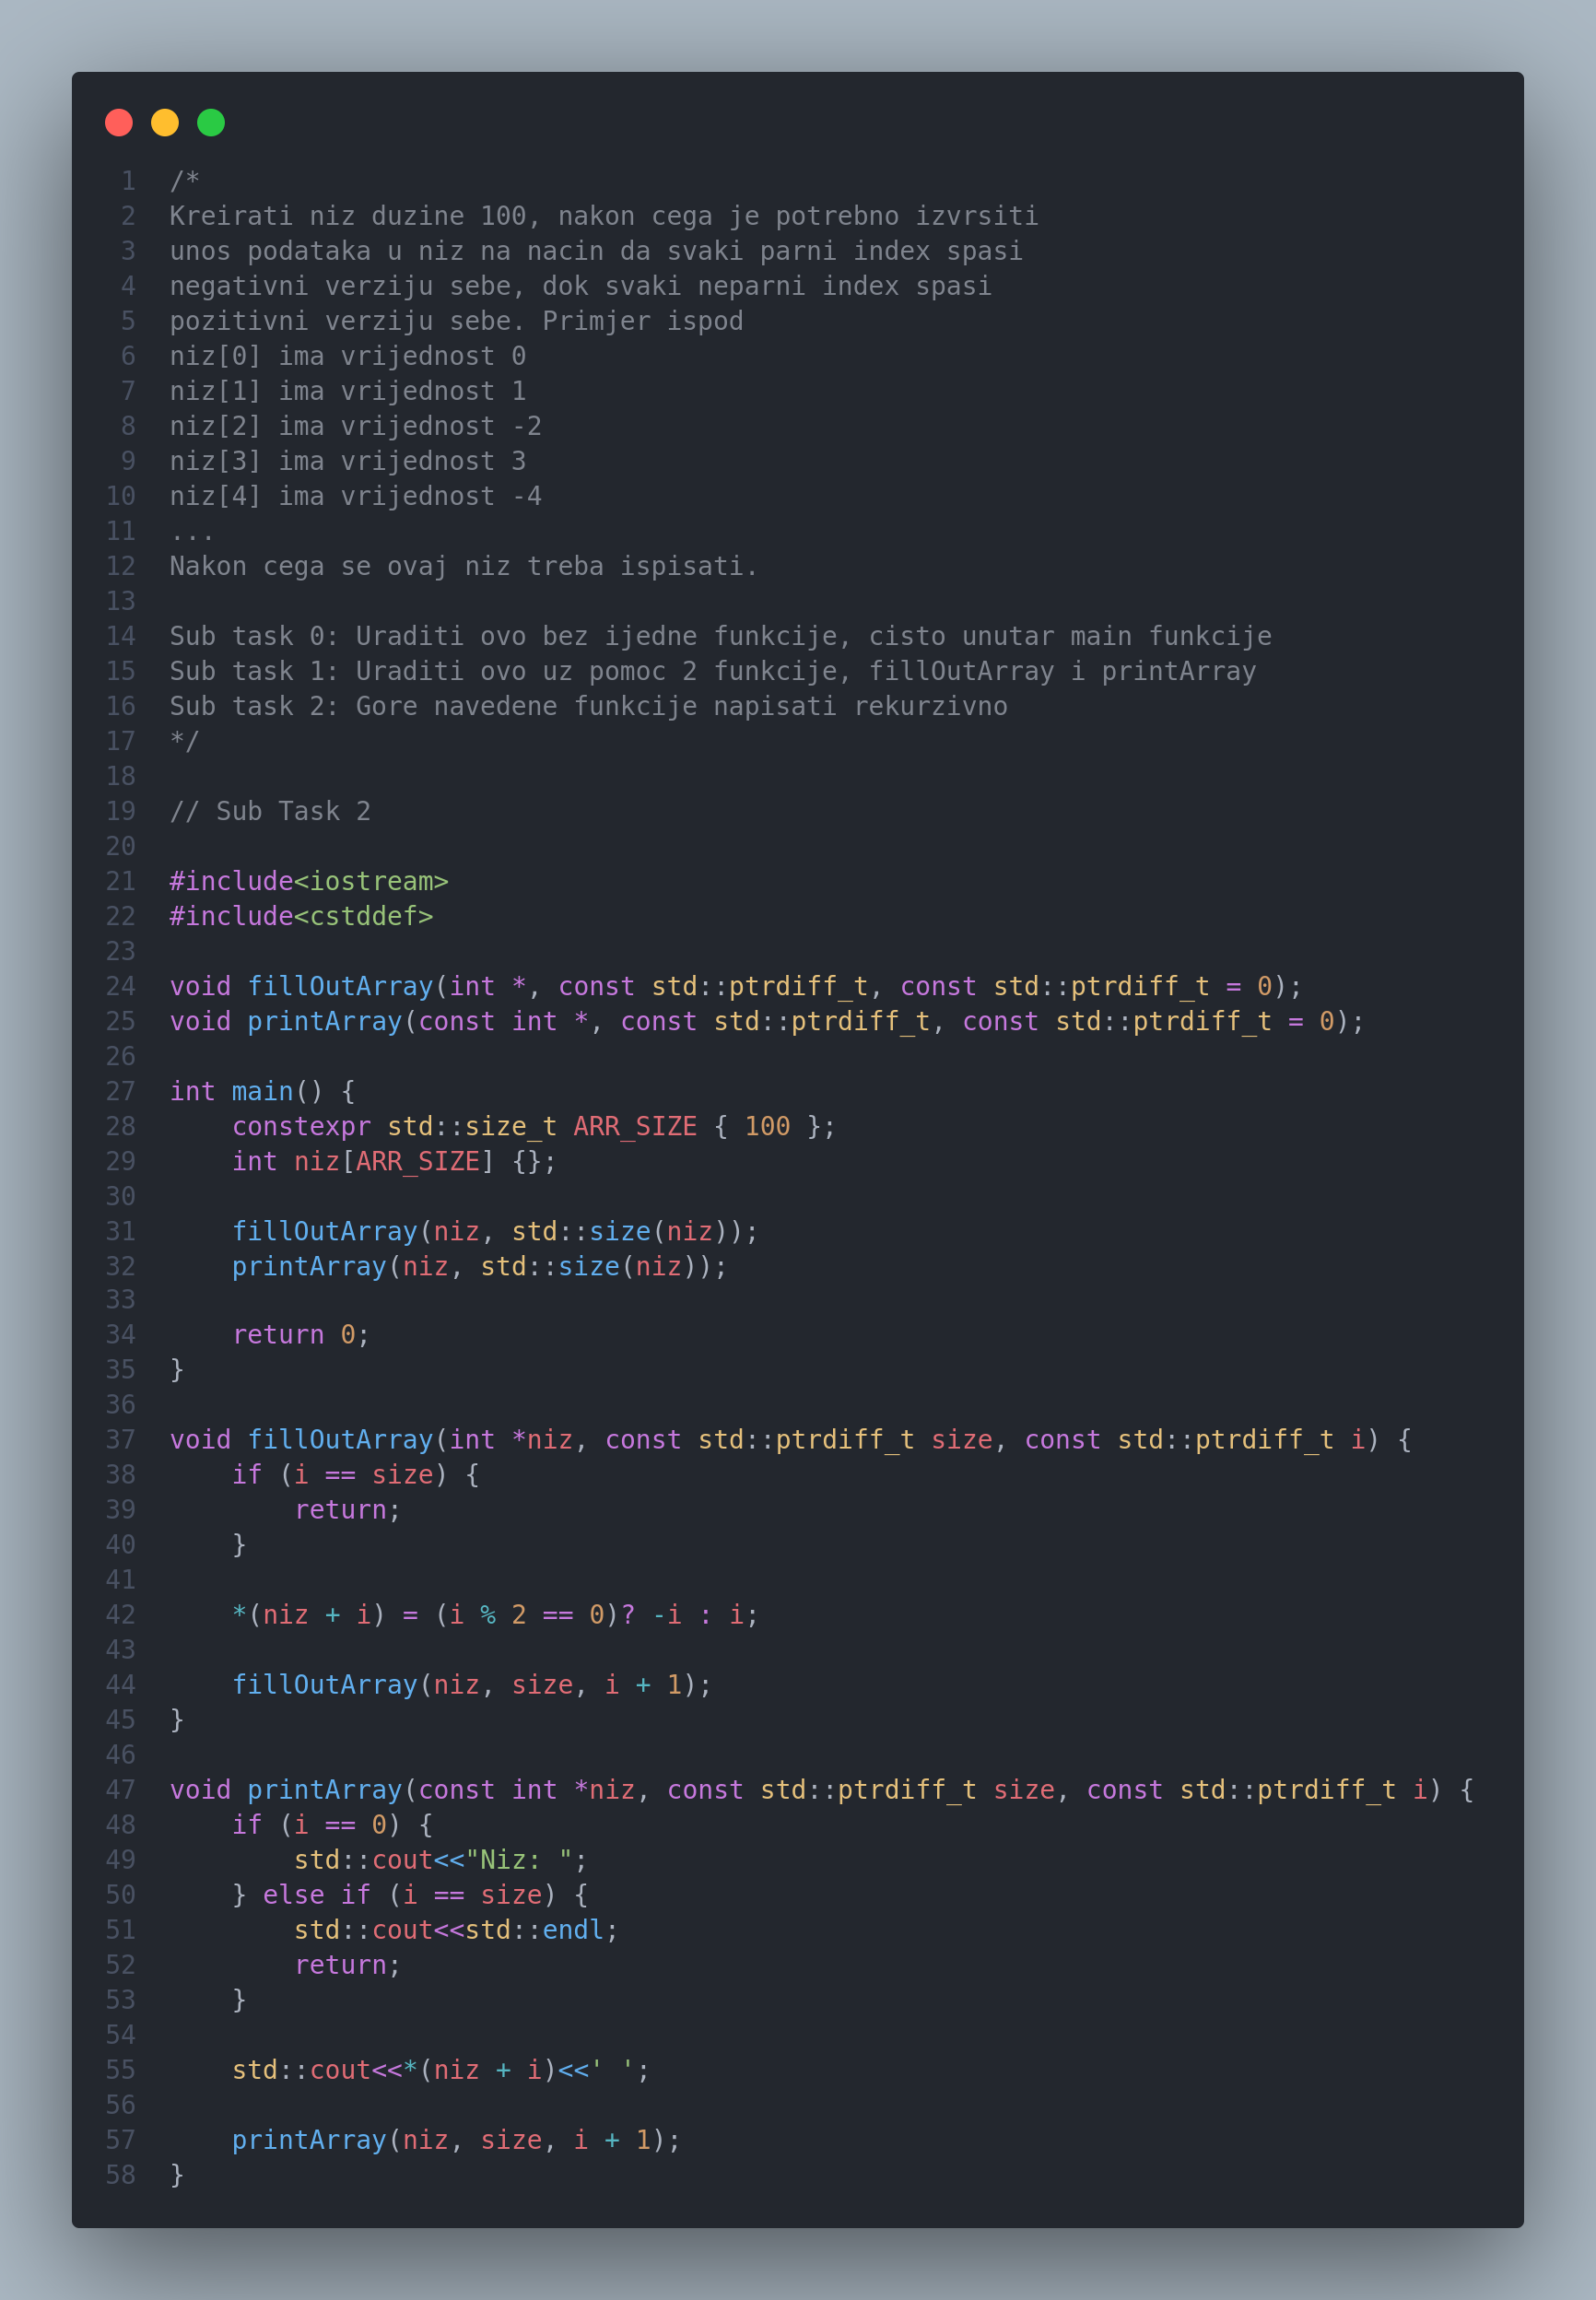 1 /*
2 Kreirati niz duzine 100, nakon cega je potrebno izvrsiti
3 unos podataka u niz na nacin da svaki parni index spasi
4 negativni verziju sebe, dok svaki neparni index spasi
5 pozitivni verziju sebe. Primjer ispod
6 niz[0] ima vrijednost 0
7 niz[1] ima vrijednost 1
8 niz[2] ima vrijednost -2
9 niz[3] ima vrijednost 3
10 niz[4] ima vrijednost -4
11 ...
12 Nakon cega se ovaj niz treba ispisati.
13
14 Sub task 0: Uraditi ovo bez ijedne funkcije, cisto unutar main funkcije
15 Sub task 1: Uraditi ovo uz pomoc 2 funkcije, fillOutArray i printArray
16 Sub task 2: Gore navedene funkcije napisati rekurzivno
17 */
18
19 // Sub Task 2
20
21 #include<iostream>
22 #include<cstddef>
23
24 void fillOutArray(int *, const std::ptrdiff_t, const std::ptrdiff_t = 0);
25 void printArray(const int *, const std::ptrdiff_t, const std::ptrdiff_t = 0);
26
27 int main() {
28     constexpr std::size_t ARR_SIZE { 100 };
29     int niz[ARR_SIZE] {};
30
31     fillOutArray(niz, std::size(niz));
32     printArray(niz, std::size(niz));
33
34     return 0;
35 }
36
37 void fillOutArray(int *niz, const std::ptrdiff_t size, const std::ptrdiff_t i) {
38     if (i == size) {
39         return;
40     }
41
42     *(niz + i) = (i % 2 == 0)? -i : i;
43
44     fillOutArray(niz, size, i + 1);
45 }
46
47 void printArray(const int *niz, const std::ptrdiff_t size, const std::ptrdiff_t i) {
48     if (i == 0) {
49         std::cout<<"Niz: ";
50     } else if (i == size) {
51         std::cout<<std::endl;
52         return;
53     }
54
55     std::cout<<*(niz + i)<<' ';
56
57     printArray(niz, size, i + 1);
58 }